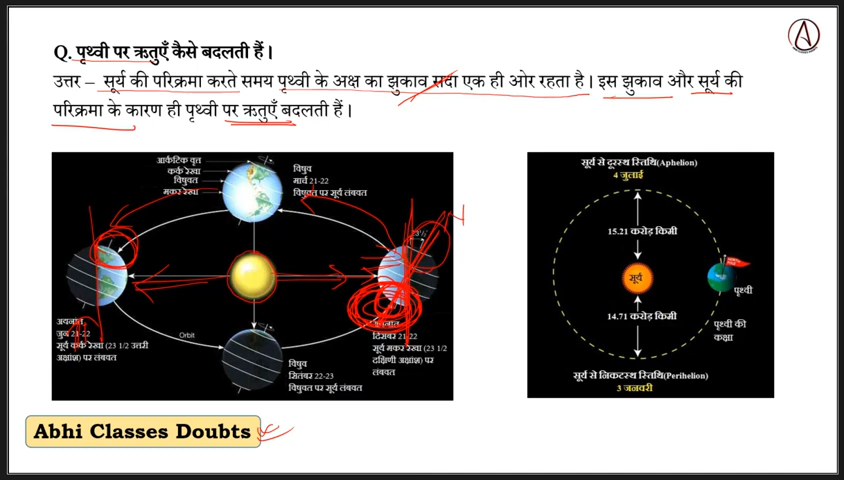 Q. पृथ्वी पर ऋतुएँ कैसे बदलती हैं।
उत्तर – सूर्य की परिक्रमा करते समय पृथ्वी के अक्ष का झुकाव सदा एक ही ओर रहता है। इस झुकाव और सूर्य की
परिक्रमा के कारण ही पृथ्वी पर ऋतुएँ बदलती हैं।
आर्कटिक वृत्त
कर्क रेखा
विषुवत
मकर रेखा
विषुव
मार्च 21-22
विषुवत पर सूर्य लंबवत
अयनांत
जुन 21-22
सूर्य कर्क रेखा (23 1/2 उत्तरी
अक्षांश) पर लंबवत
Orbit
विषुव
सितंबर 22-23
विषुवत पर सूर्य लंबवत
दिसंबर 21-22
सूर्य मकर रेखा (23 1/2
दक्षिणी अक्षांश) पर
लंबवत
सूर्य से दूरस्थ स्तिथि(Aphelion)
4 जुलाई
15.21 करोड़ किमी
सूर्य
पृथ्वी
14.71 करोड़ किमी
पृथ्वी की
कक्षा
सूर्य से निकटस्थ स्तिथि(Perihelion)
3 जनवरी
Abhi Classes Doubts